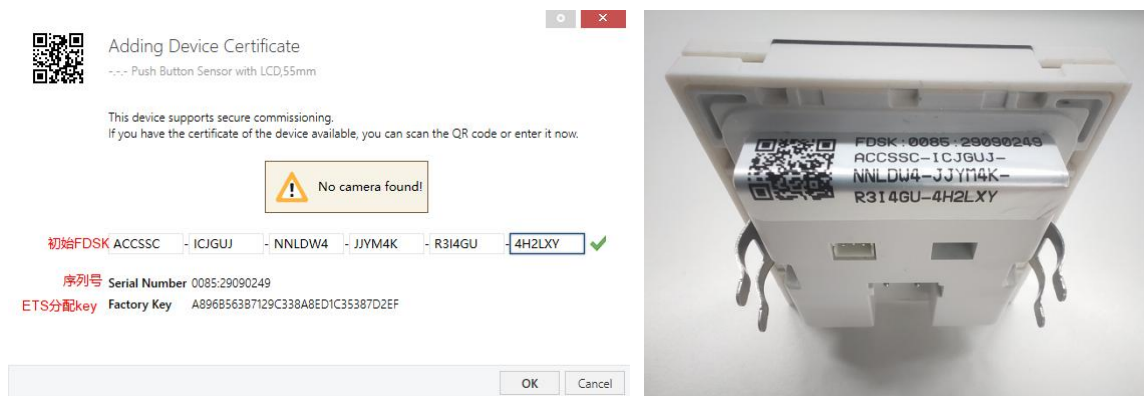 Adding Device Certificate
-.-.- Push Button Sensor with LCD,55mm
This device supports secure commissioning.
If you have the certificate of the device available, you can scan the QR code or enter it now.
No camera found!
初始FDSK ACCSSC - ICJGUJ - NNLDW4 - JJYM4K - R3I4GU - 4H2LXY
序列号 Serial Number 0085:29090249
ETS分配key Factory Key A896B563B7129C338A8ED1C35387D2EF
OK Cancel
FDSK:0085:29090249
ACCSSC-ICJGUJ-
NNLDW4-JJYM4K-
R3I4GU-4H2LXY